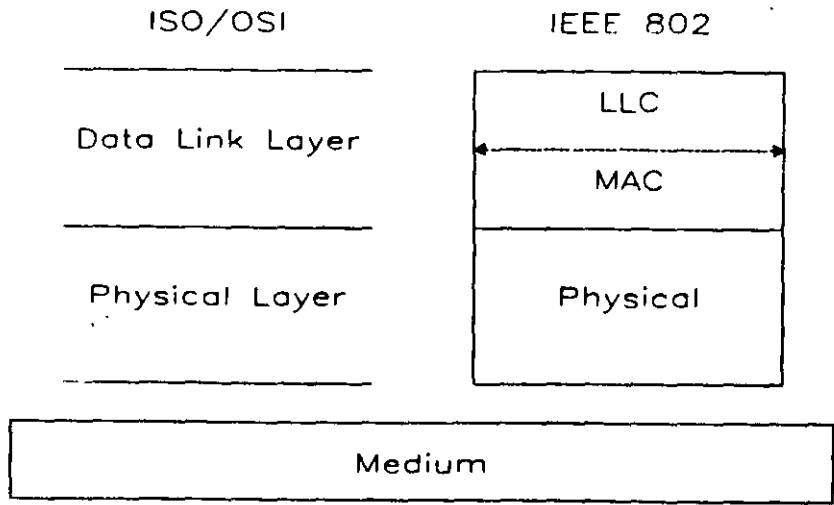 ISO/OSI
IEEE 802
Data Link Layer
LLC
MAC
Physical Layer
Physical
Medium